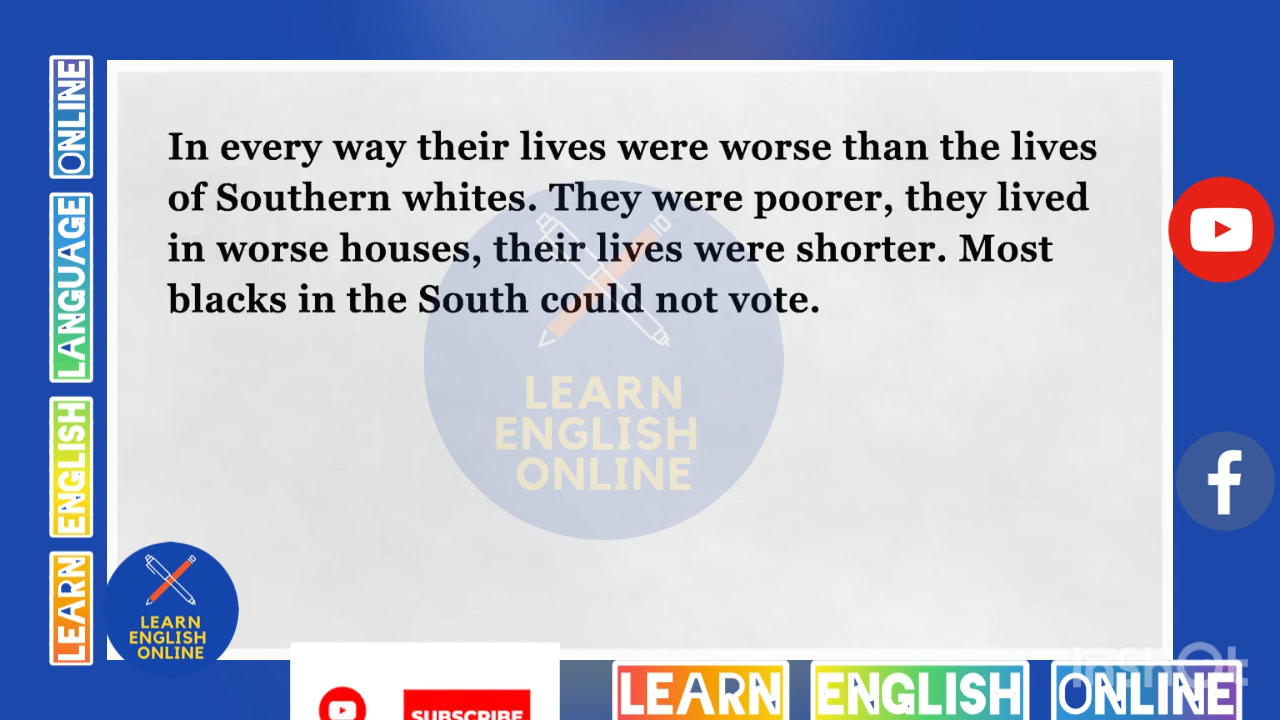 In every way their lives were worse than the lives
of Southern whites. They were poorer, they lived
in worse houses, their lives were shorter. Most
blacks in the South could not vote.
LEARN
ENGLISH
ONLINE
LEARN ENGLISH LANGUAGE ONLINE
LEARN
ENGLISH
ONLINE
SUBSCRIBE
LEARN ENGLISH ONLINE
InShOt